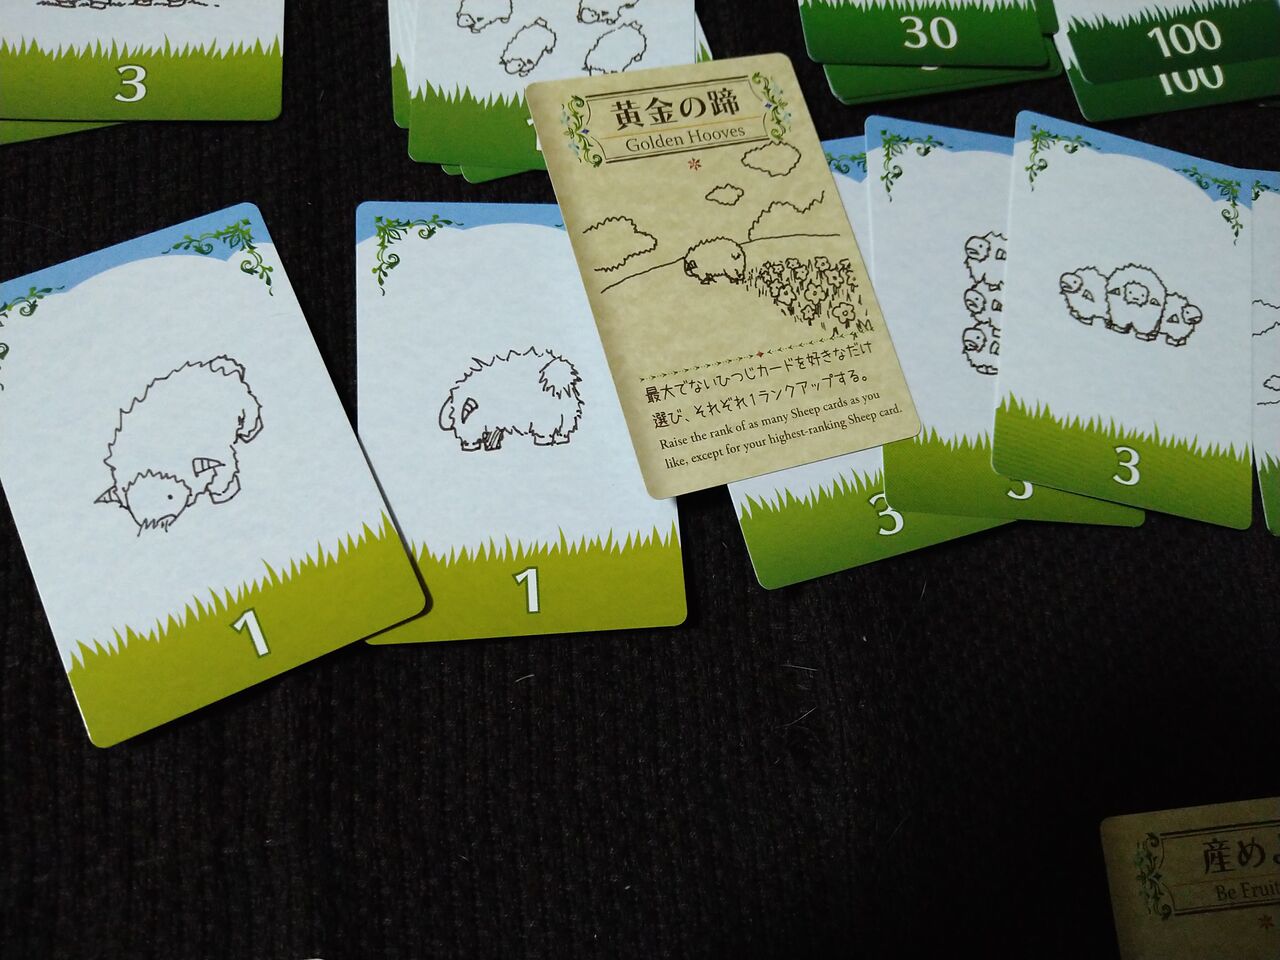 3
30
100
100
黄金の蹄
Golden Hooves
最大でないひつじカードを好きなだけ
選び、それぞれ1ランクアップする。
Raise the rank of as many Sheep cards as you
like, except for your highest-ranking Sheep card.
1
1
3
3
3
産め
Be Fruit